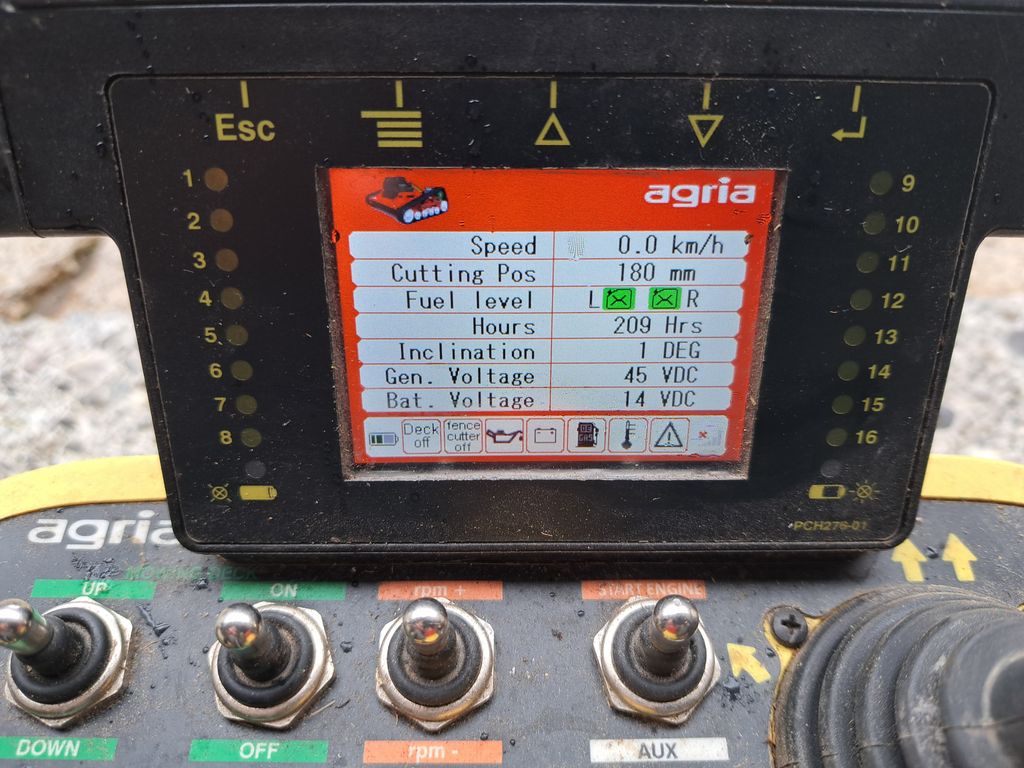 Esc
1
2
3
4
5
6
7
8
9
10
11
12
13
14
15
16
agria
Speed 0.0 km/h
Cutting Pos 180 mm
Fuel level L R
Hours 209 Hrs
Inclination 1 DEG
Gen. Voltage 45 VDC
Bat. Voltage 14 VDC
Deck
off
fence
cutter
off
PCH276-01
agria
UP
ON
rpm +
START ENGINE
DOWN
OFF
rpm -
AUX